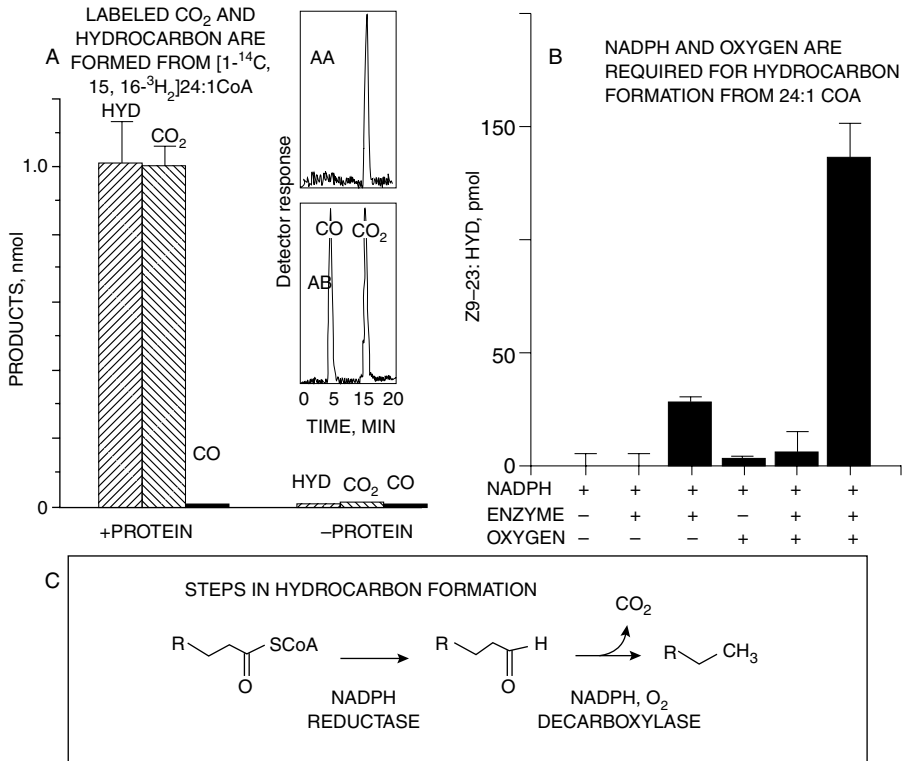 A
LABELED CO2 AND
HYDROCARBON ARE
FORMED FROM [1-14C,
15, 16-3H2]24:1CoA
PRODUCTS, nmol
1.0
0
HYD
CO2
CO
HYD
CO2
CO
+PROTEIN
–PROTEIN
Detector response
AA
AB
CO
CO2
0 5 15 20
TIME, MIN
B
NADPH AND OXYGEN ARE
REQUIRED FOR HYDROCARBON
FORMATION FROM 24:1 COA
Z9–23: HYD, pmol
150
50
0
NADPH + + + + + +
ENZYME – + + – + +
OXYGEN – – – + + +
C
STEPS IN HYDROCARBON FORMATION
R SCoA O
NADPH
REDUCTASE
R H O
CO2
NADPH, O2
DECARBOXYLASE
R CH3